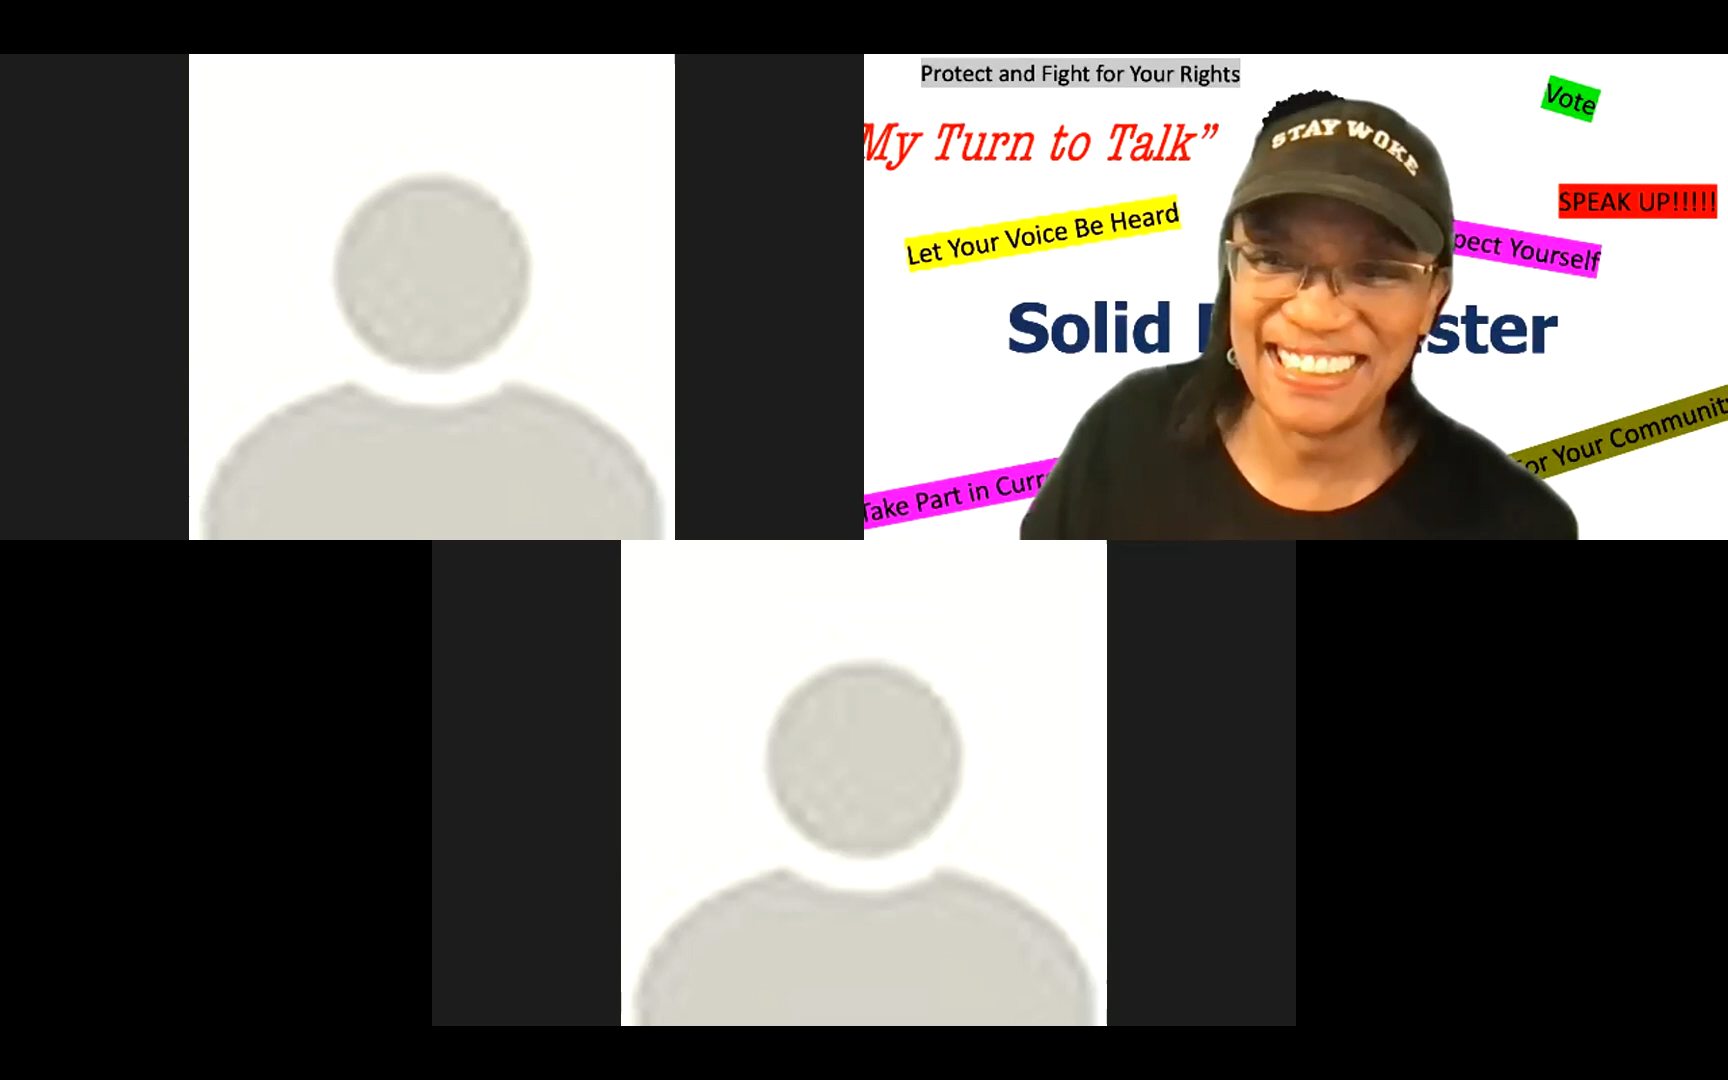 Protect and Fight for Your Rights
Vote
My Turn to Talk”
STAY WOKE
SPEAK UP!!!!!
Let Your Voice Be Heard
pect Yourself
Solid ster
Take Part in Curr
or Your Community